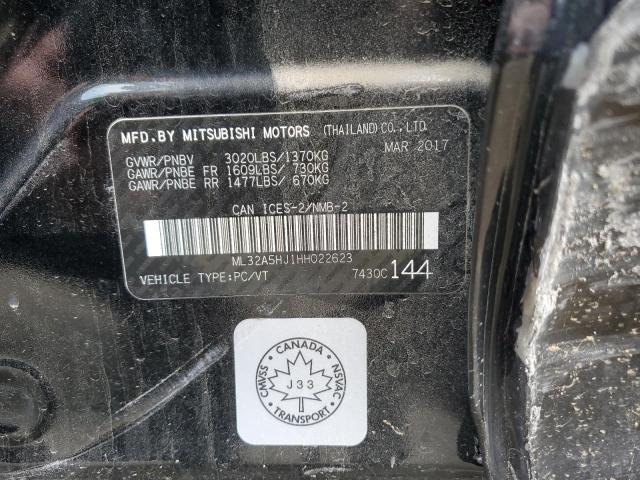 MFD.BY MITSUBISHI MOTORS (THAILAND)CO.,LTD.
MAR 2017
GVWR/PNBV 3020LBS/1370KG
GAWR/PNBE FR 1609LBS/ 730KG
GAWR/PNBE RR 1477LBS/ 670KG
CAN ICES-2/NMB-2
ML32A5HJ1HH022623
VEHICLE TYPE:PC/VT 7430C 144
CANADA
CMVSS J33 NSVAC
TRANSPORT